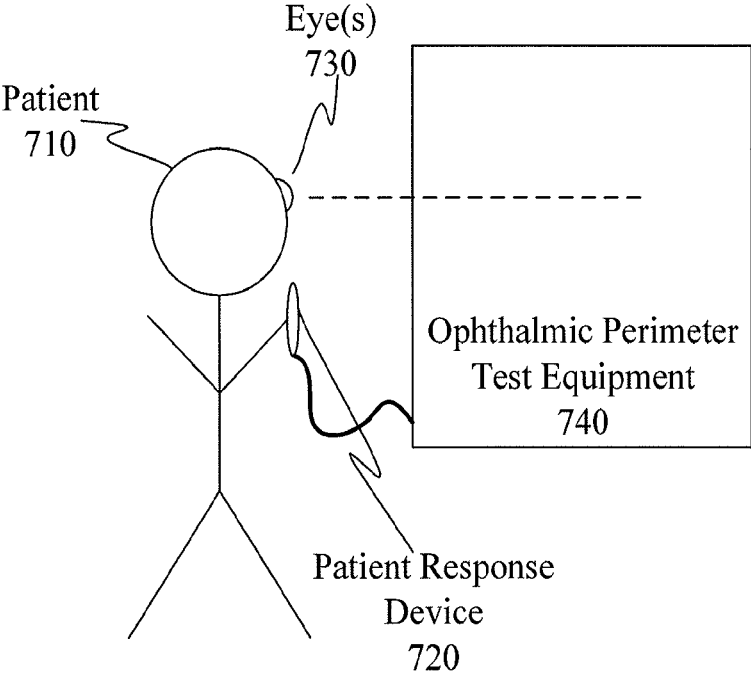 Eye(s)
730
Patient
710
Ophthalmic Perimeter
Test Equipment
740
Patient Response
Device
720